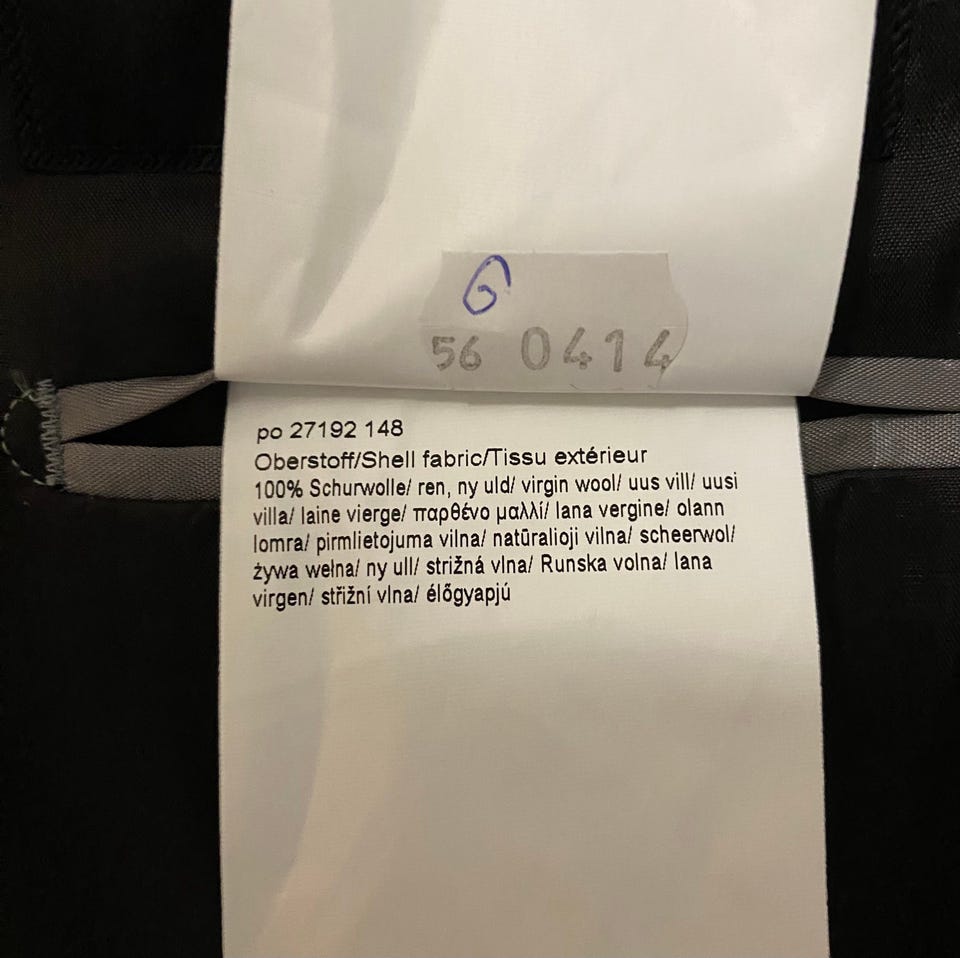 6
56 0414
po 27192 148
Oberstoff/Shell fabric/Tissu extérieur
100% Schurwolle/ ren, ny uld/ virgin wool/ uus vill/ uusi
villa/ laine vierge/ παρθένο μαλλί/ lana vergine/ olann
lomra/ pirmlietojuma vilna/ natūralioji vilna/ scheerwol/
żywa wełna/ ny ull/ strižná vlna/ Runska volna/ lana
virgen/ střižní vlna/ élőgyapjú